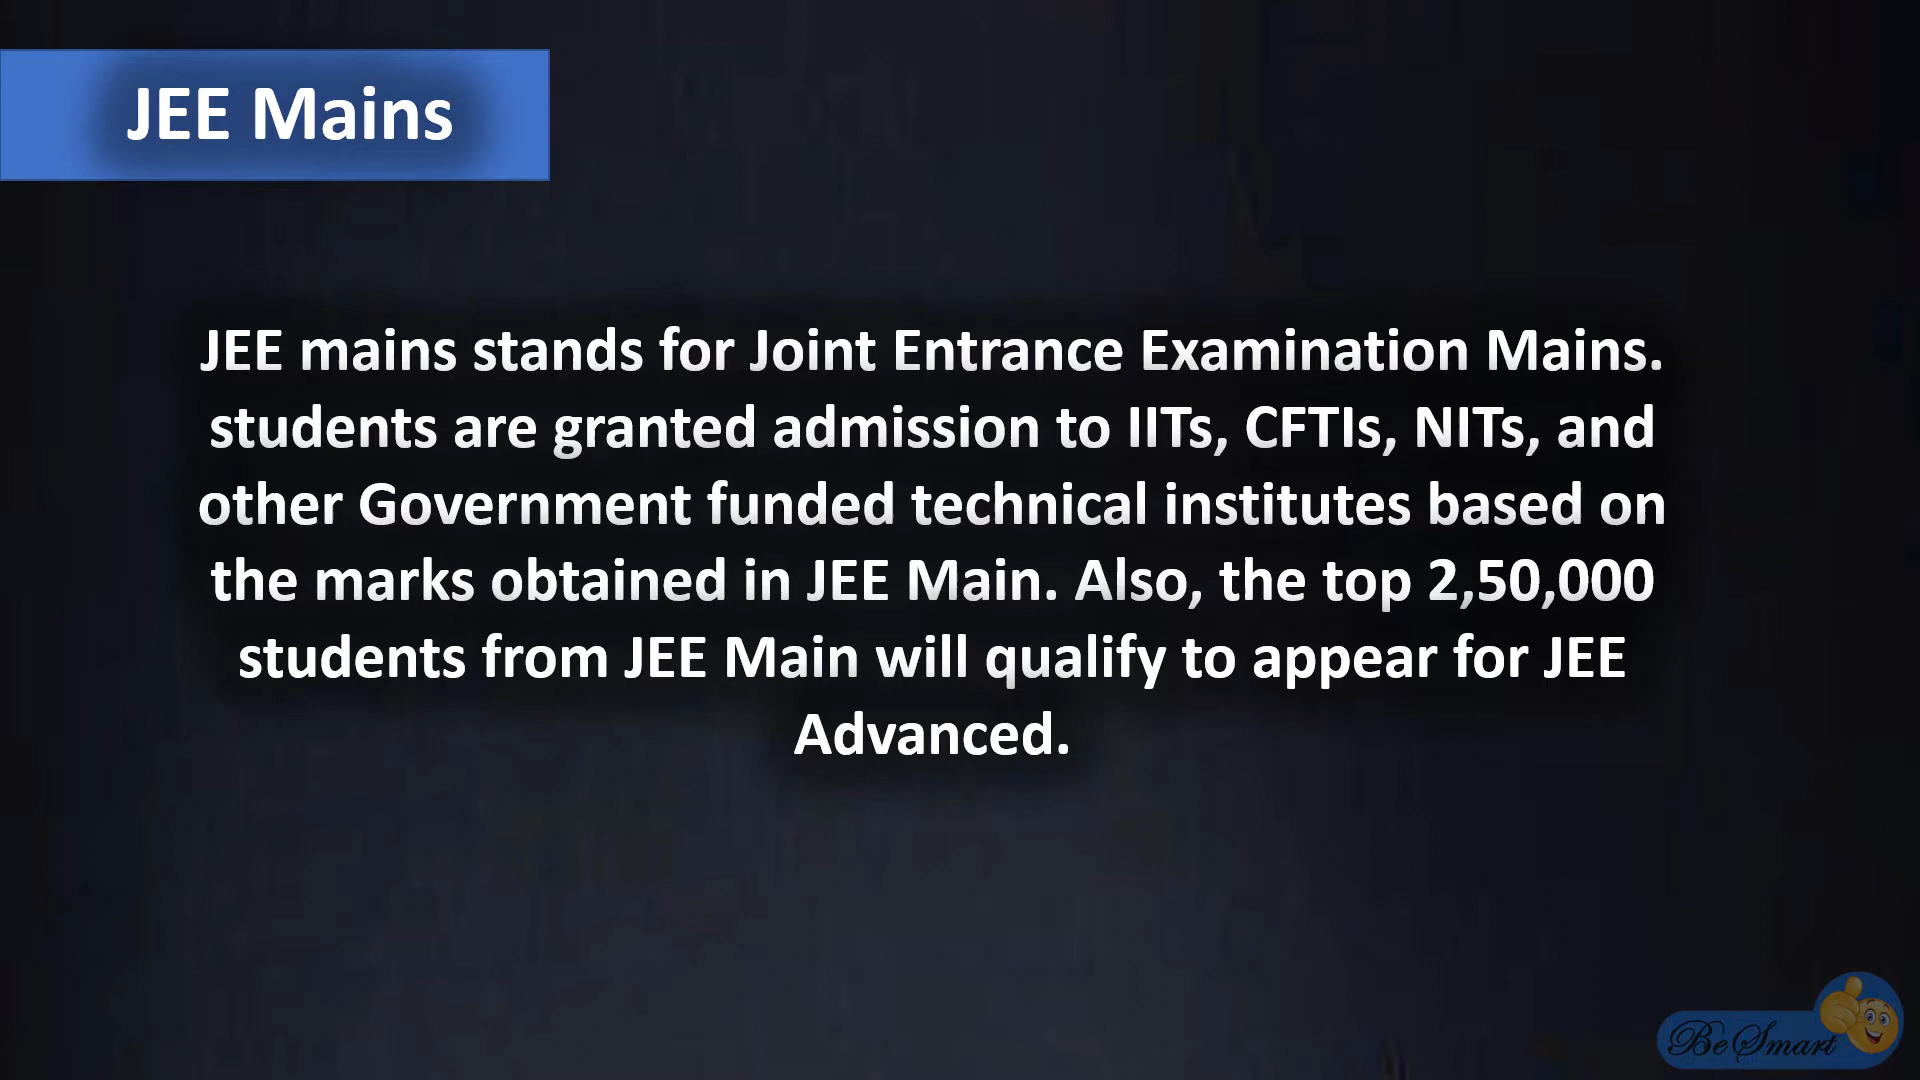 JEE Mains
JEE mains stands for Joint Entrance Examination Mains.
students are granted admission to IITs, CFTIs, NITs, and
other Government funded technical institutes based on
the marks obtained in JEE Main. Also, the top 2,50,000
students from JEE Main will qualify to appear for JEE
Advanced.
Be Smart